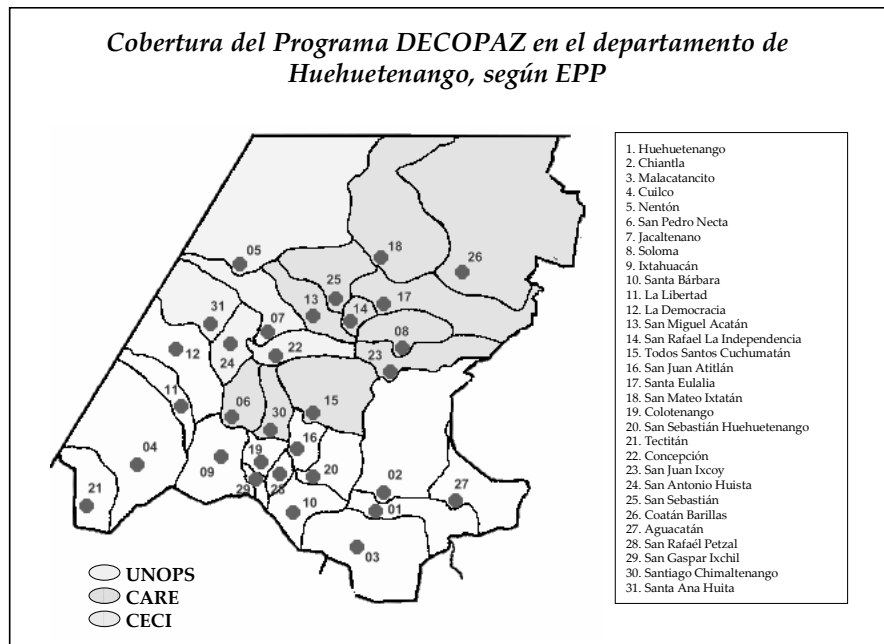 Cobertura del Programa DECOPAZ en el departamento de
Huehuetenango, según EPP
1. Huehuetenango
2. Chiantla
3. Malacatancito
4. Cuilco
5. Nentón
6. San Pedro Necta
7. Jacaltenano
8. Soloma
9. Ixtahuacán
10. Santa Bárbara
11. La Libertad
12. La Democracia
13. San Miguel Acatán
14. San Rafael La Independencia
15. Todos Santos Cuchumatán
16. San Juan Atitlán
17. Santa Eulalia
18. San Mateo Ixtatán
19. Colotenango
20. San Sebastián Huehuetenango
21. Tectitán
22. Concepción
23. San Juan Ixcoy
24. San Antonio Huista
25. San Sebastián
26. Coatán Barillas
27. Aguacatán
28. San Rafaél Petzal
29. San Gaspar Ixchil
30. Santiago Chimaltenango
31. Santa Ana Huita
05
18
26
25
31
13
14
17
07
08
12
24
22
23
11
06
30
15
04
09
19
16
21
29
28
20
02
27
10
01
03
UNOPS
CARE
CECI